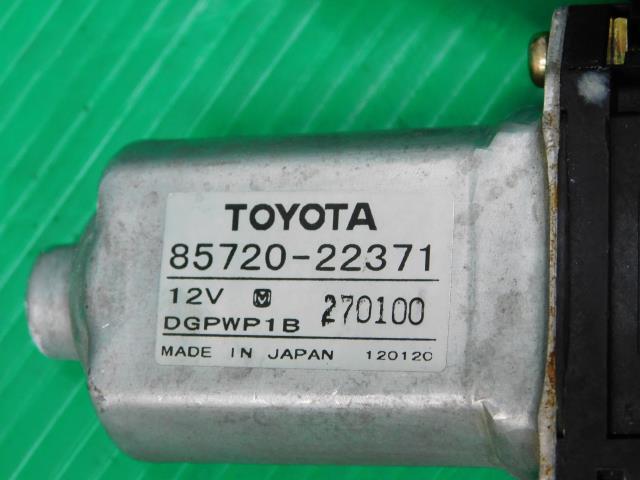 TOYOTA
85720-22371
12V M 270100
DGPWP1B
MADE IN JAPAN 120120